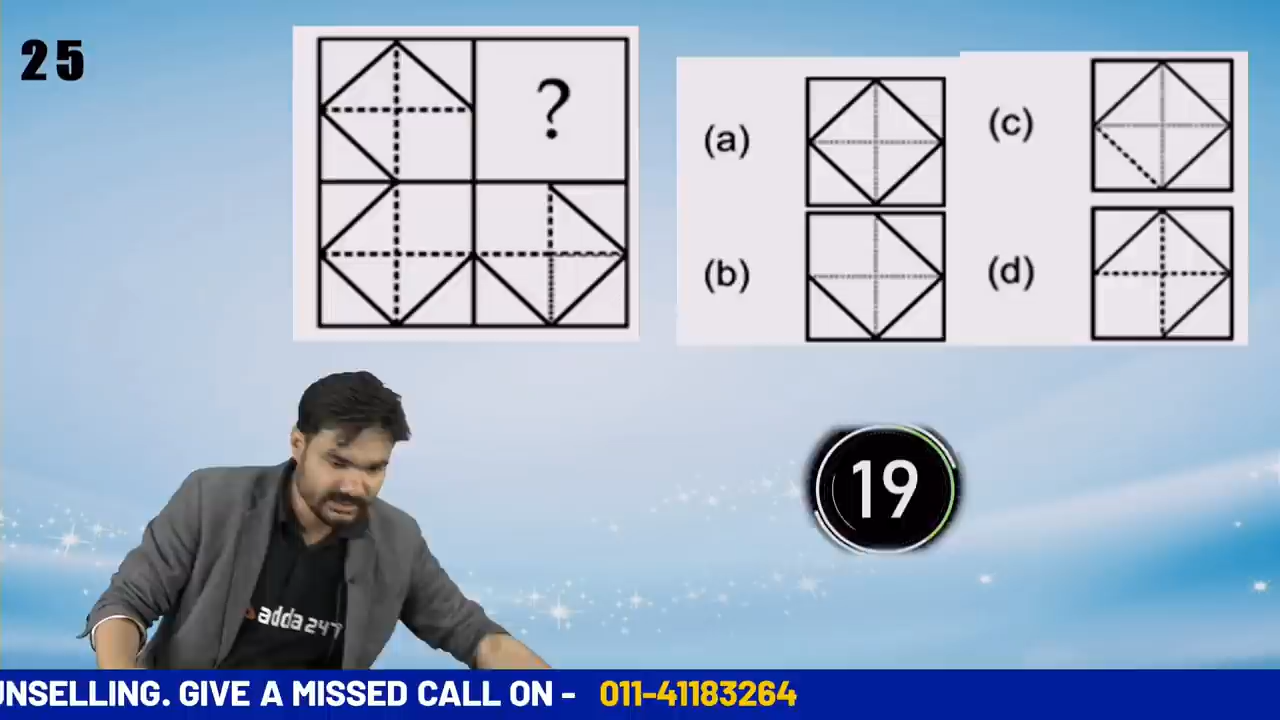 25
?
(a)
(b)
(c)
(d)
19
adda 247
UNSELLING. GIVE A MISSED CALL ON - 011-41183264